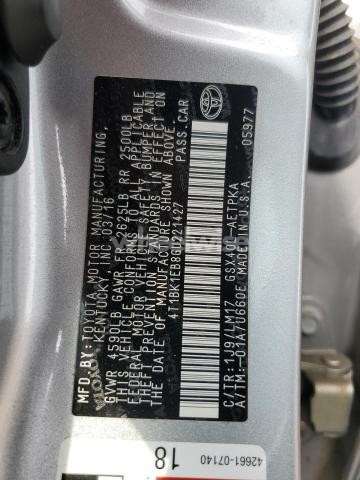 MFD. BY: TOYOTA MOTOR MANUFACTURING,
KENTUCKY, INC. 03/16
GVWR 4590LB GAWR FR 2625LB RR 2500LB
THIS VEHICLE CONFORMS TO ALL APPLICABLE
FEDERAL MOTOR VEHICLE SAFETY, BUMPER AND
THEFT PREVENTION STANDARDS IN EFFECT ON
THE DATE OF MANUFACTURE SHOWN ABOVE.
4T1BK1EB8GU221427 PASS.CAR
C/TR: 1J9/LM17 GSX40L-AETPKA
A/TM: -01A/U660E MADE IN U.S.A. 05977
42661-07140
18